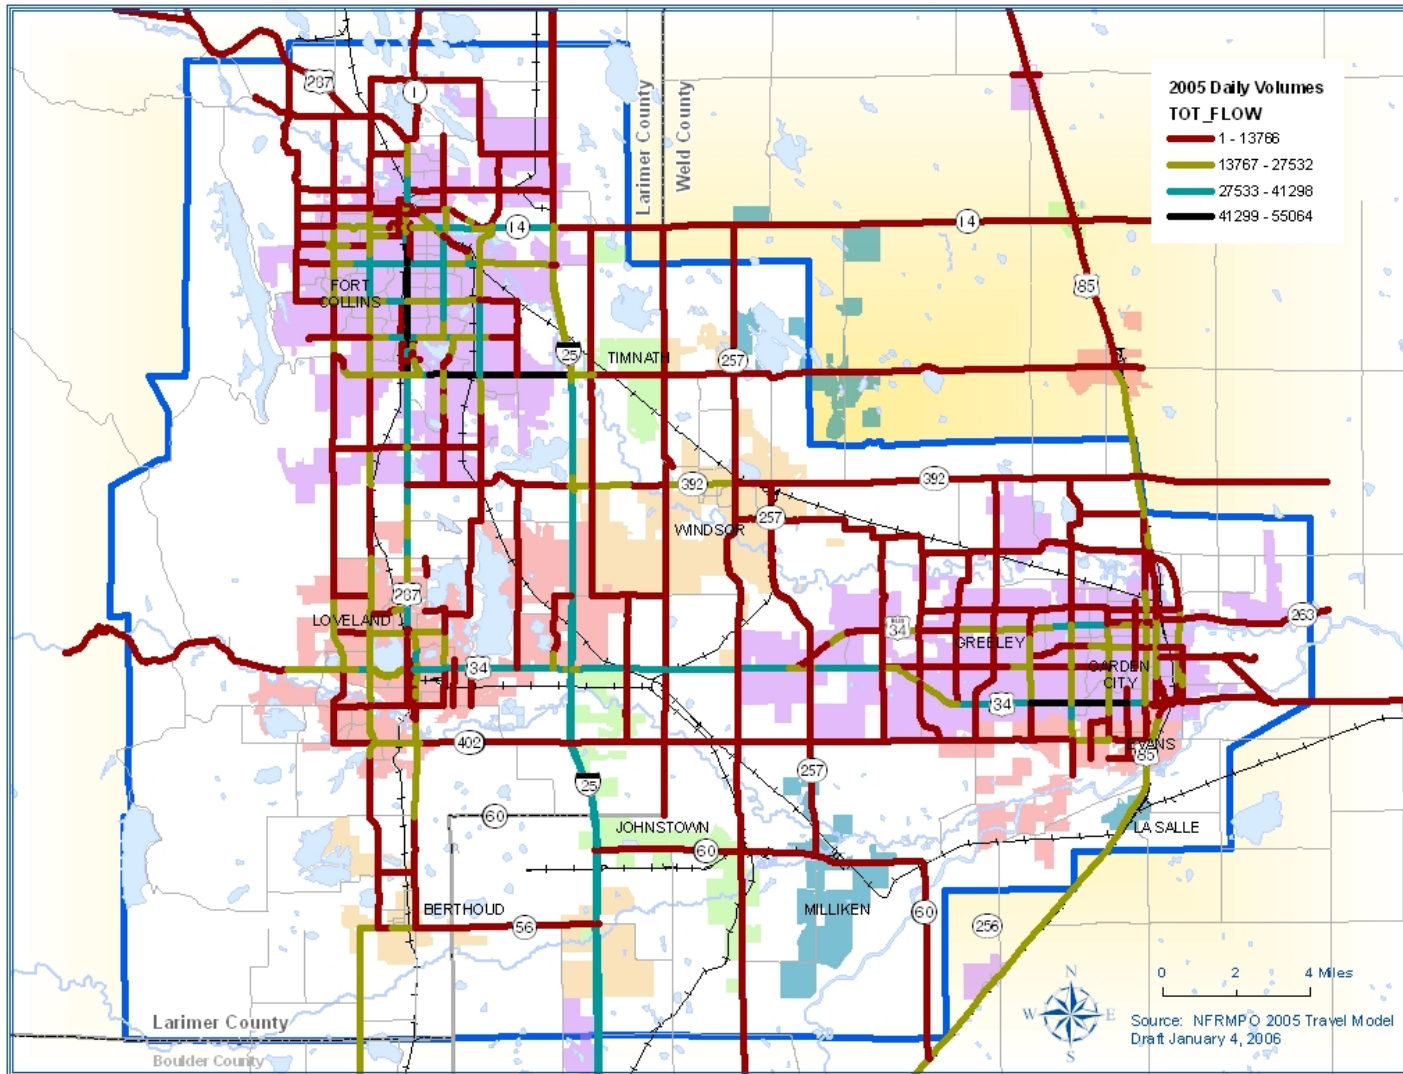 2005 Daily Volumes
TOT_FLOW
1 - 13766
13767 - 27532
27533 - 41298
41299 - 55064
287
1
Larimer County
Weld County
14
14
FORT
COLLINS
85
25
TIMNATH
257
392
392
WINDSOR
257
287
LOVELAND
BUS
34
263
GREELEY
34
GARDEN
CITY
34
402
EVANS
85
257
25
60
JOHNSTOWN
LA SALLE
60
BERTHOUD
MILLIKEN
56
60
256
N
W
E
S
0 2 4 Miles
Larimer County
Boulder County
Source: NFRMPO 2005 Travel Model
Draft January 4, 2006